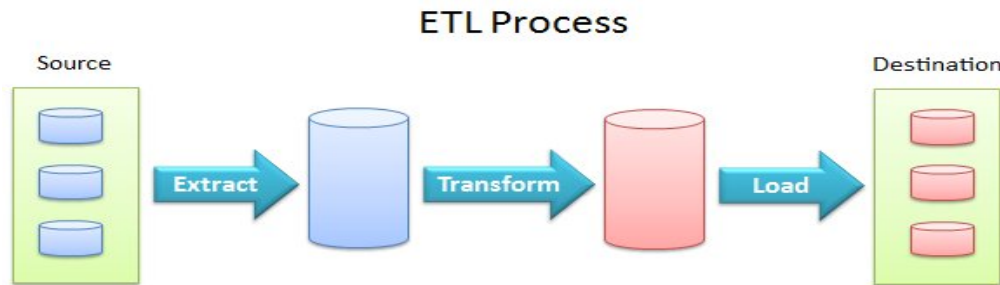 ETL Process
Source
Destination
Extract
Transform
Load